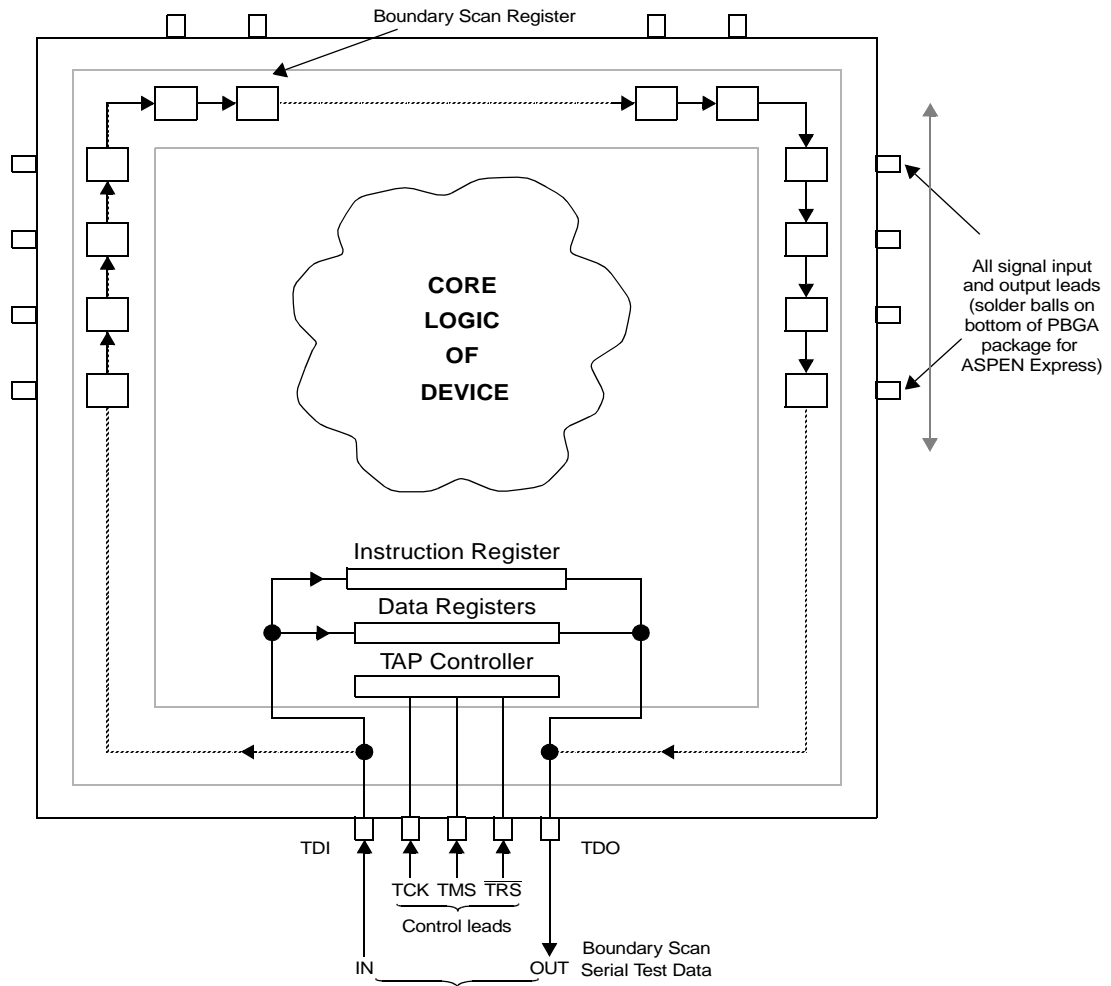 Boundary Scan Register
All signal input
and output leads
(solder balls on
bottom of PBGA
package for
ASPEN Express)
CORE
LOGIC
OF
DEVICE
Instruction Register
Data Registers
TAP Controller
TDI
TDO
TCK TMS TRS
Control leads
IN
OUT
Boundary Scan
Serial Test Data